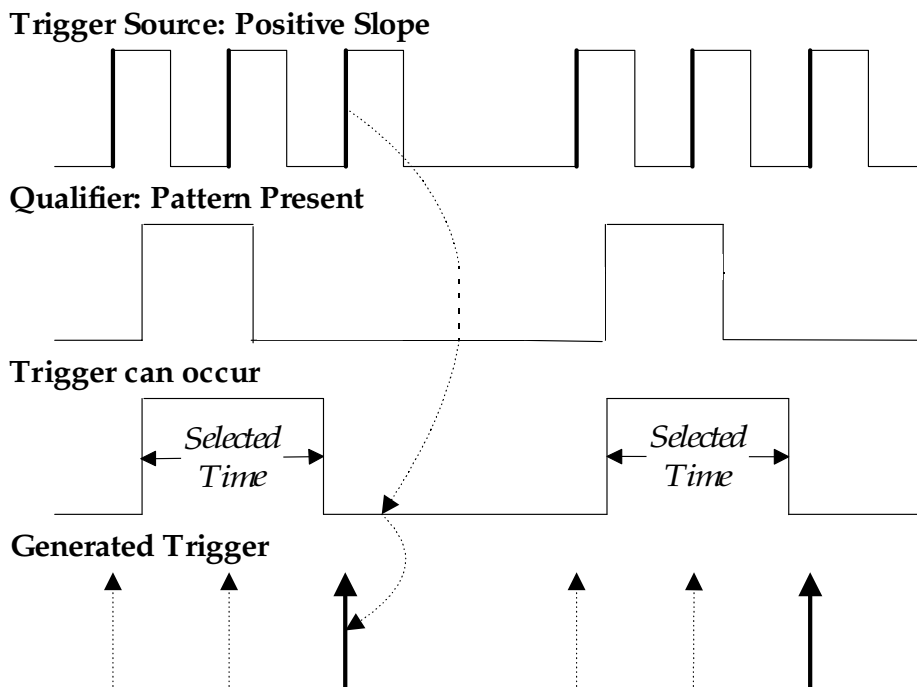 Trigger Source: Positive Slope
Qualifier: Pattern Present
Trigger can occur
Selected
Time
Selected
Time
Generated Trigger